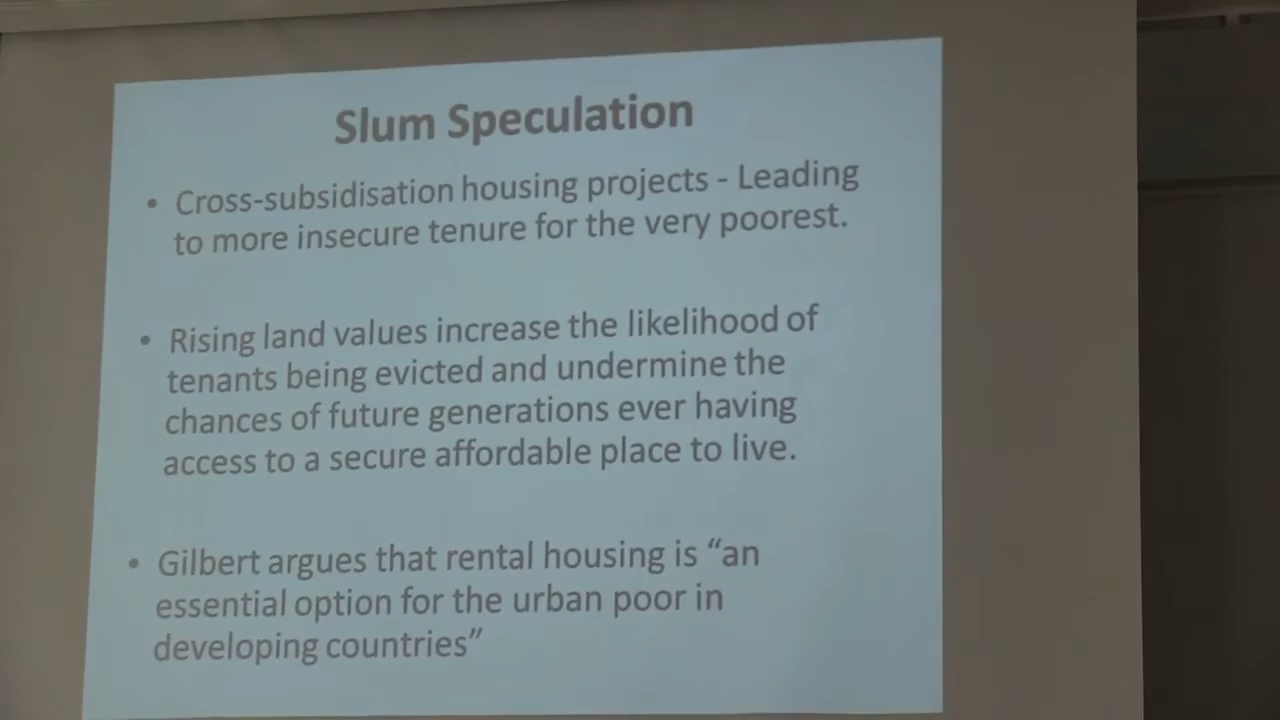 Slum Speculation
• Cross-subsidisation housing projects - Leading
to more insecure tenure for the very poorest.
• Rising land values increase the likelihood of
tenants being evicted and undermine the
chances of future generations ever having
access to a secure affordable place to live.
• Gilbert argues that rental housing is “an
essential option for the urban poor in
developing countries”